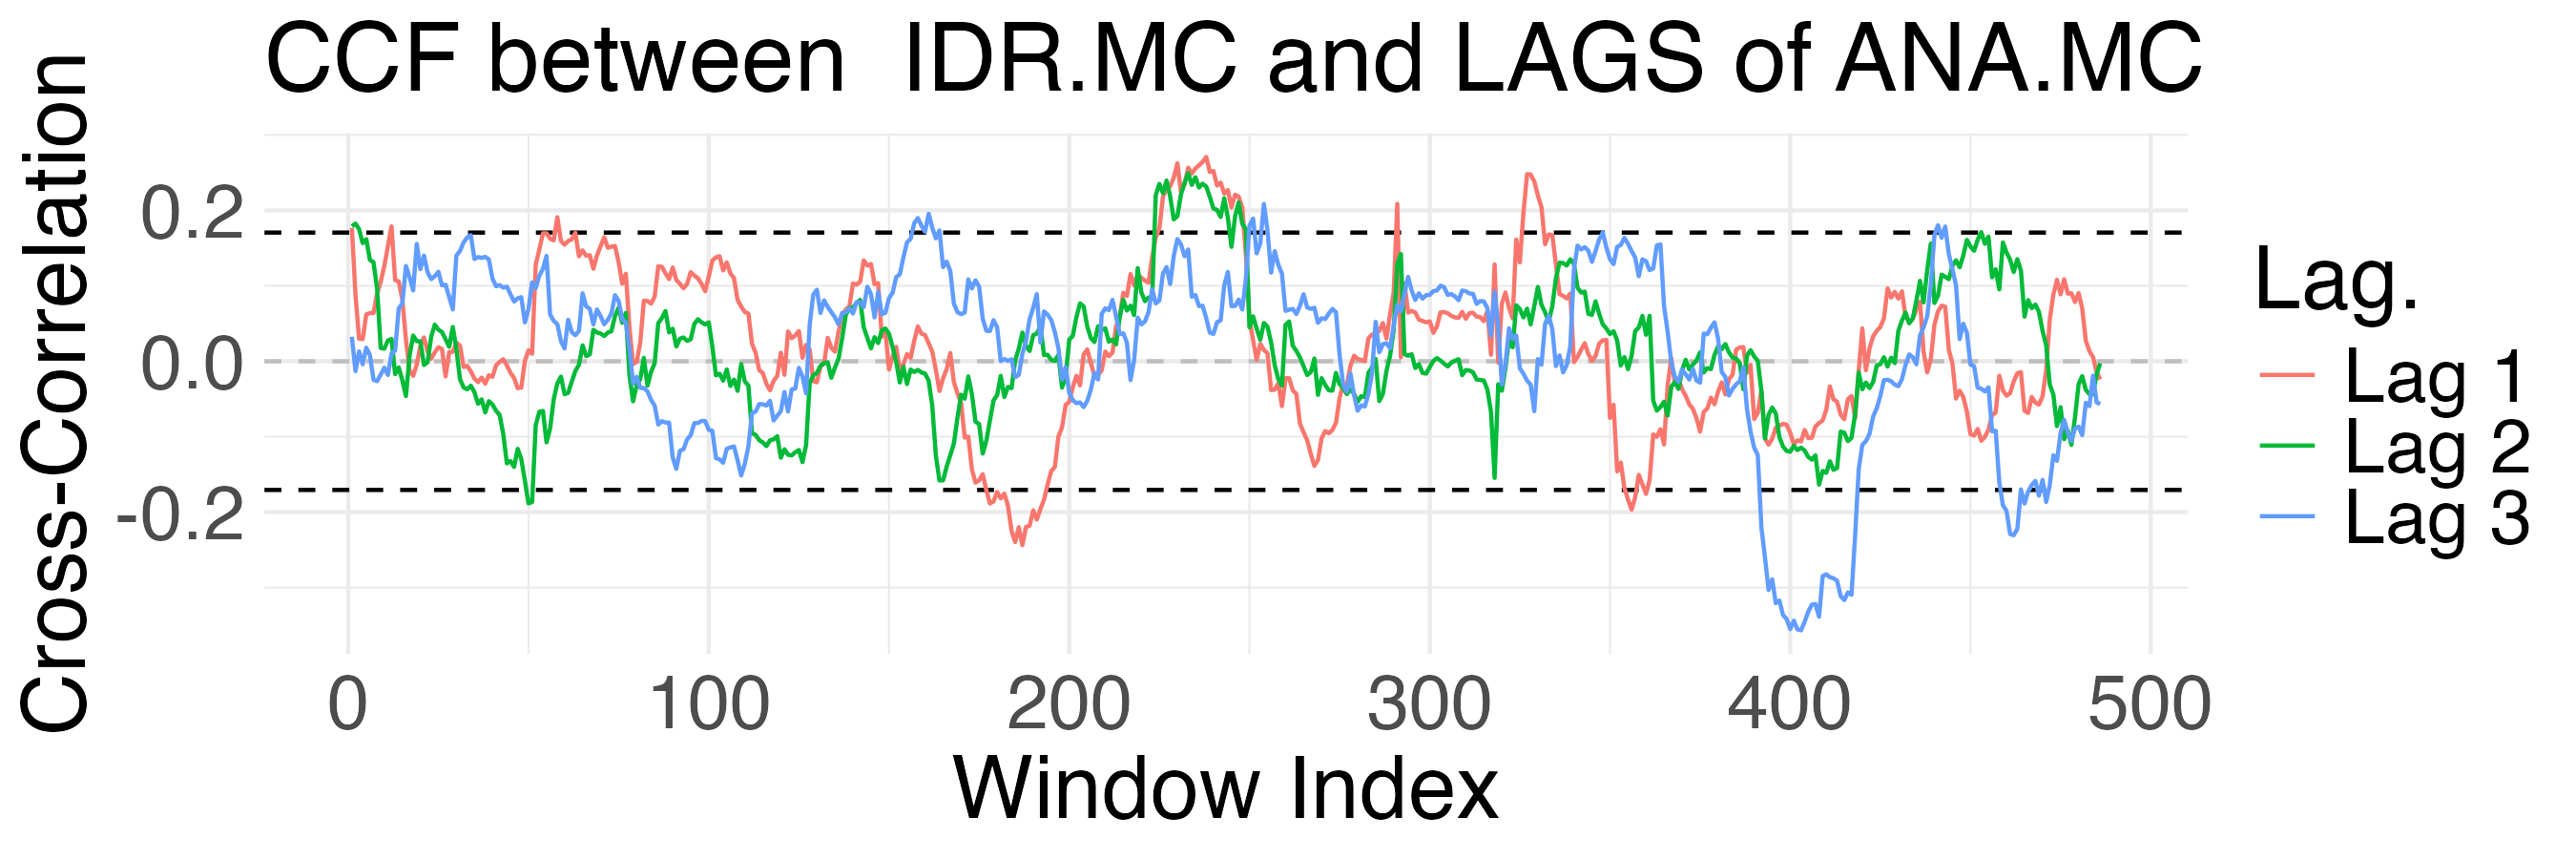 CCF between  IDR.MC and LAGS of ANA.MC
Cross-Correlation
0.2
0.0
-0.2
0 100 200 300 400 500
Window Index
Lag.
Lag 1
Lag 2
Lag 3